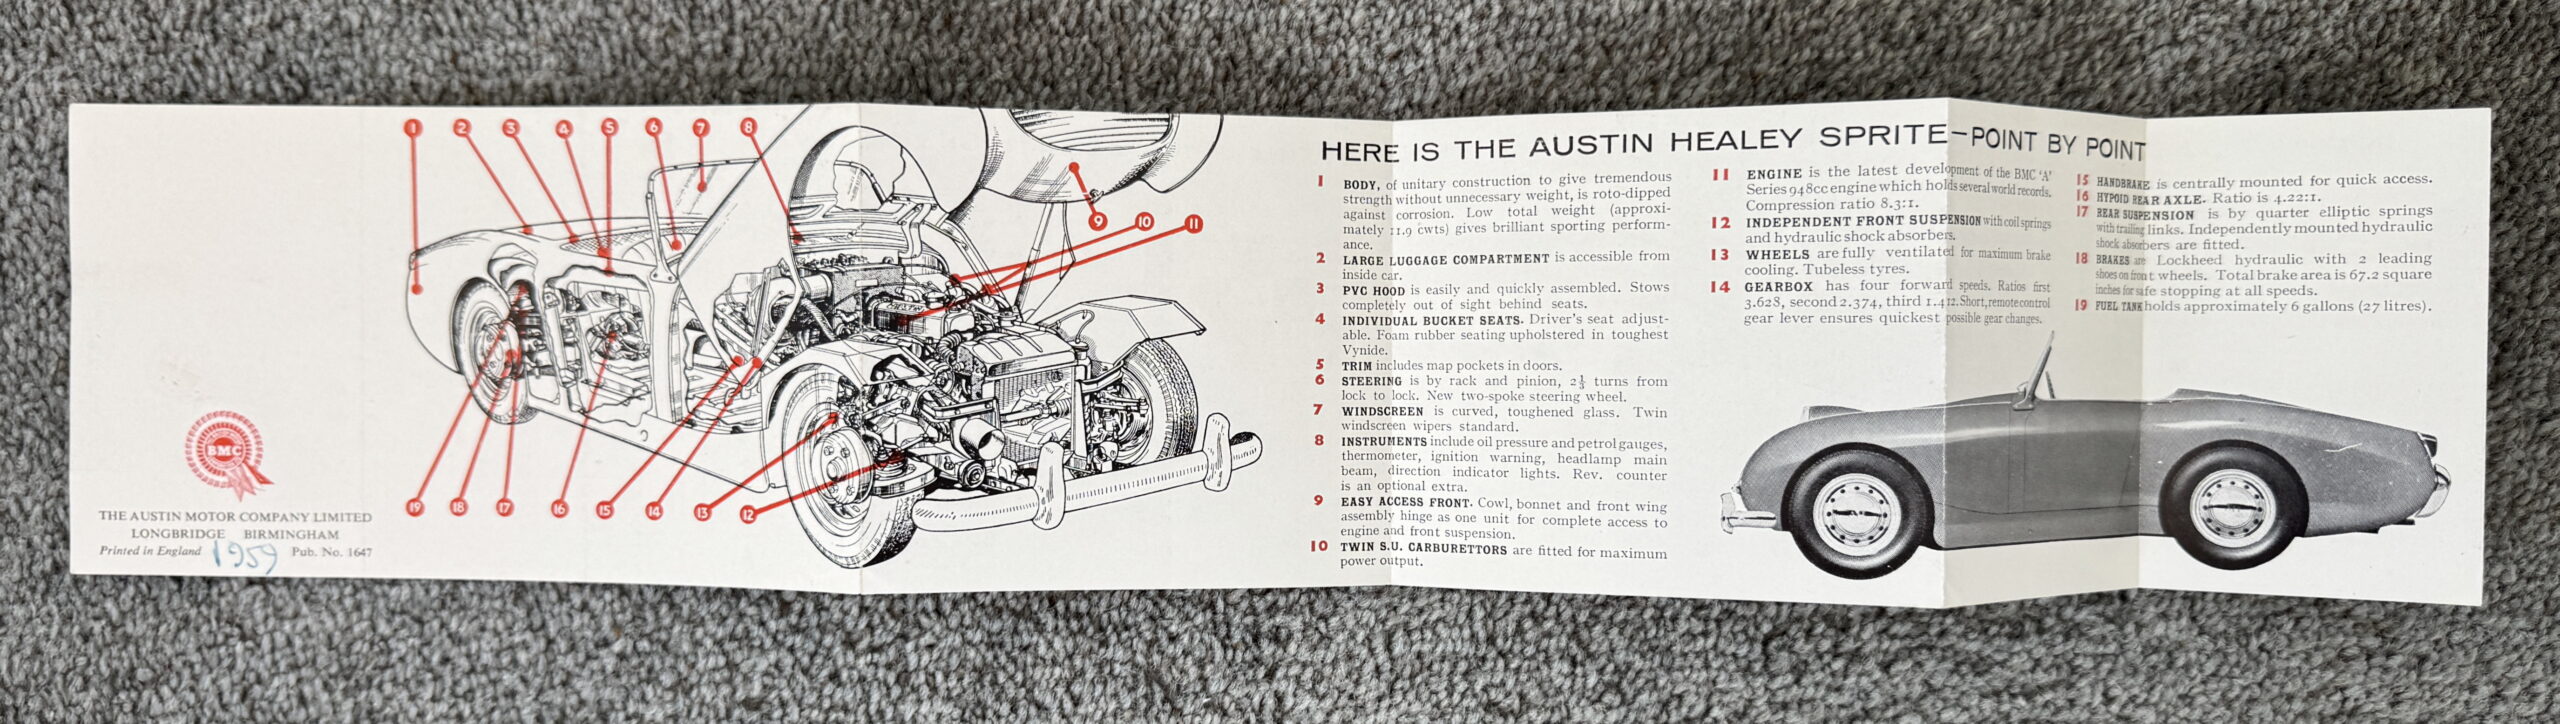 1 2 3 4 5 6 7 8
9
10
11
19 18 17 16 15 14 13 12
BMC
THE AUSTIN MOTOR COMPANY LIMITED
LONGBRIDGE BIRMINGHAM
Printed in England 1959 Pub. No. 1647
HERE IS THE AUSTIN HEALEY SPRITE—POINT BY POINT
1 BODY, of unitary construction to give tremendous
strength without unnecessary weight, is roto-dipped
against corrosion. Low total weight (approxi-
mately 11.9 cwts) gives brilliant sporting perform-
ance.
2 LARGE LUGGAGE COMPARTMENT is accessible from
inside car.
3 PVC HOOD is easily and quickly assembled. Stows
completely out of sight behind seats.
4 INDIVIDUAL BUCKET SEATS. Driver's seat adjust-
able. Foam rubber seating upholstered in toughest
Vynide.
5 TRIM includes map pockets in doors.
6 STEERING is by rack and pinion, 2⅓ turns from
lock to lock. New two-spoke steering wheel.
7 WINDSCREEN is curved, toughened glass. Twin
windscreen wipers standard.
8 INSTRUMENTS include oil pressure and petrol gauges,
thermometer, ignition warning, headlamp main
beam, direction indicator lights. Rev. counter
is an optional extra.
9 EASY ACCESS FRONT. Cowl, bonnet and front wing
assembly hinge as one unit for complete access to
engine and front suspension.
10 TWIN S.U. CARBURETTORS are fitted for maximum
power output.
11 ENGINE is the latest development of the BMC 'A'
Series 948cc engine which holds several world records.
Compression ratio 8.3:1.
12 INDEPENDENT FRONT SUSPENSION with coil springs
and hydraulic shock absorbers.
13 WHEELS are fully ventilated for maximum brake
cooling. Tubeless tyres.
14 GEARBOX has four forward speeds. Ratios first
3.628, second 2.374, third 1.412. Short, remote control
gear lever ensures quickest possible gear changes.
15 HANDBRAKE is centrally mounted for quick access.
16 HYPOID REAR AXLE. Ratio is 4.22:1.
17 REAR SUSPENSION is by quarter elliptic springs
with trailing links. Independently mounted hydraulic
shock absorbers are fitted.
18 BRAKES are Lockheed hydraulic with 2 leading
shoes on front wheels. Total brake area is 67.2 square
inches for safe stopping at all speeds.
19 FUEL TANK holds approximately 6 gallons (27 litres).